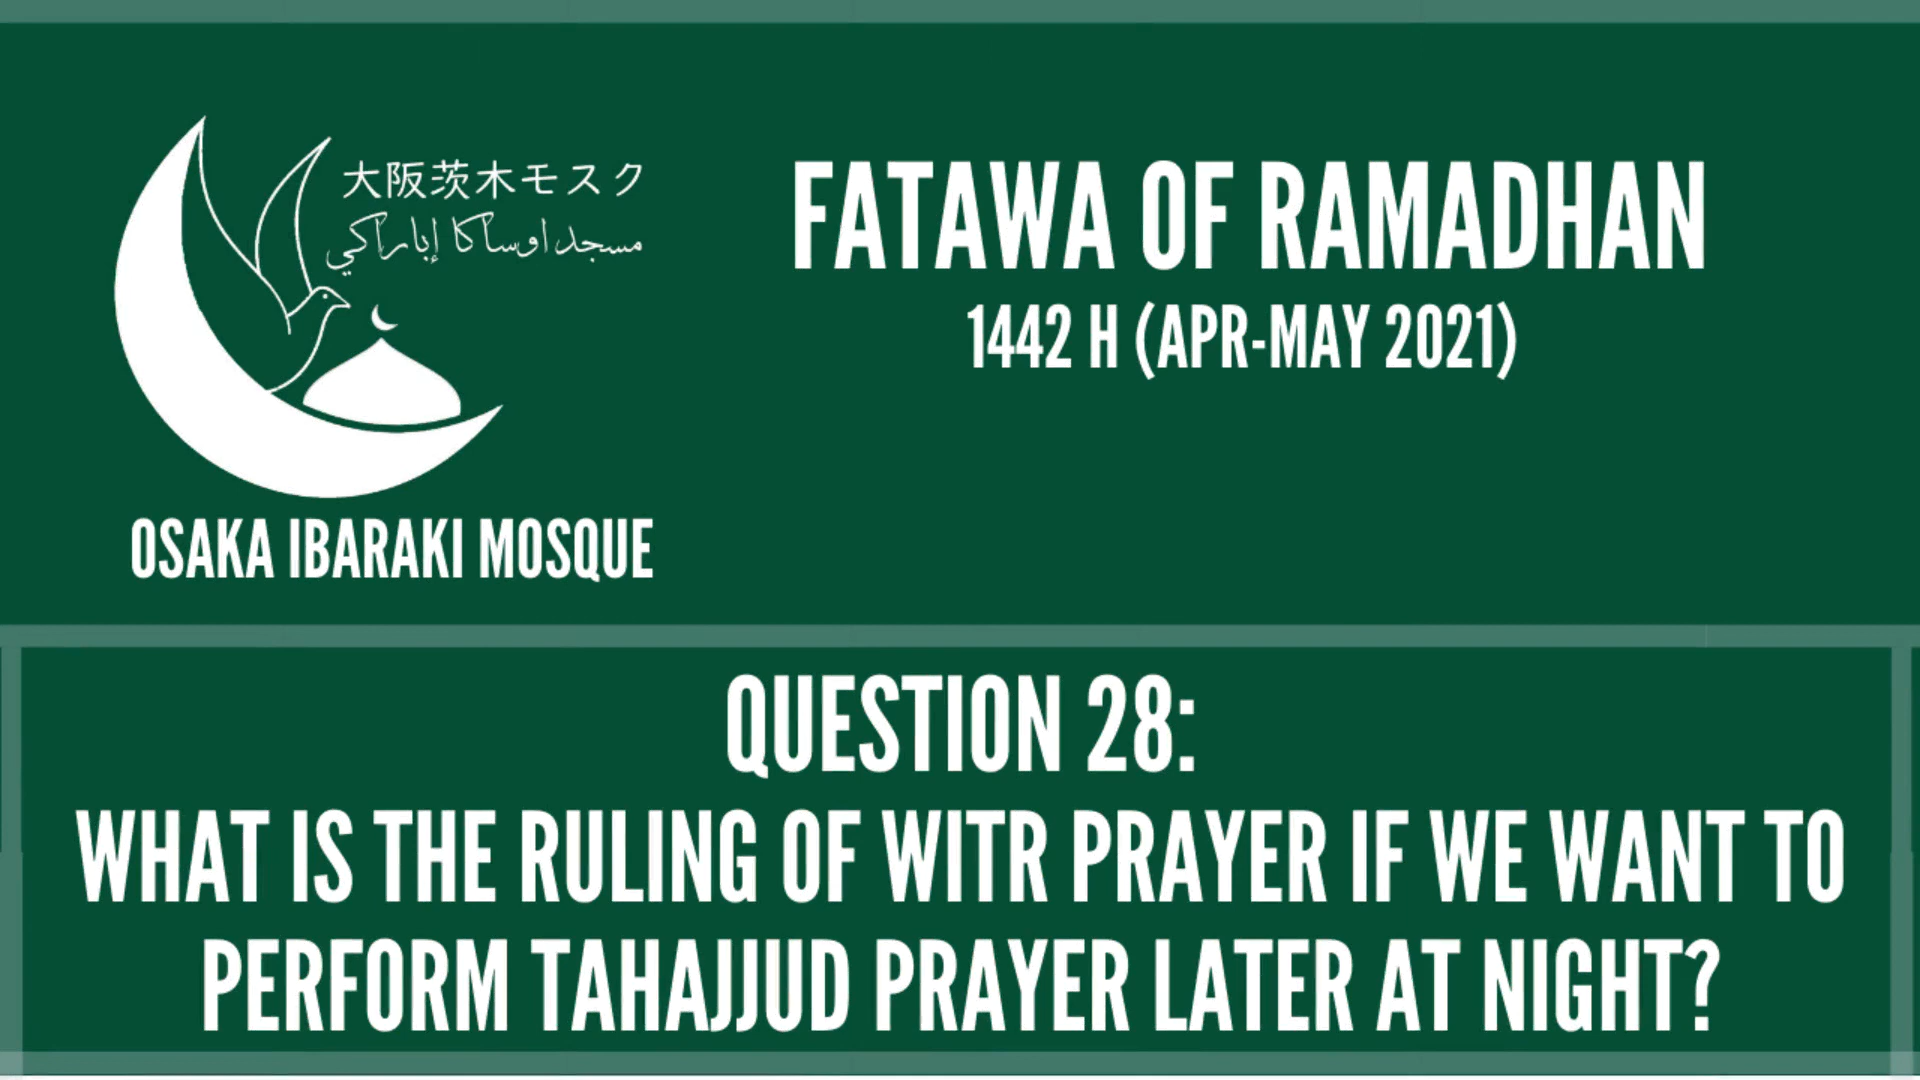 大阪茨木モスク
مسجد اوساكا إباراكي
OSAKA IBARAKI MOSQUE
FATAWA OF RAMADHAN
1442 H (APR-MAY 2021)
QUESTION 28:
WHAT IS THE RULING OF WITR PRAYER IF WE WANT TO
PERFORM TAHAJJUD PRAYER LATER AT NIGHT?